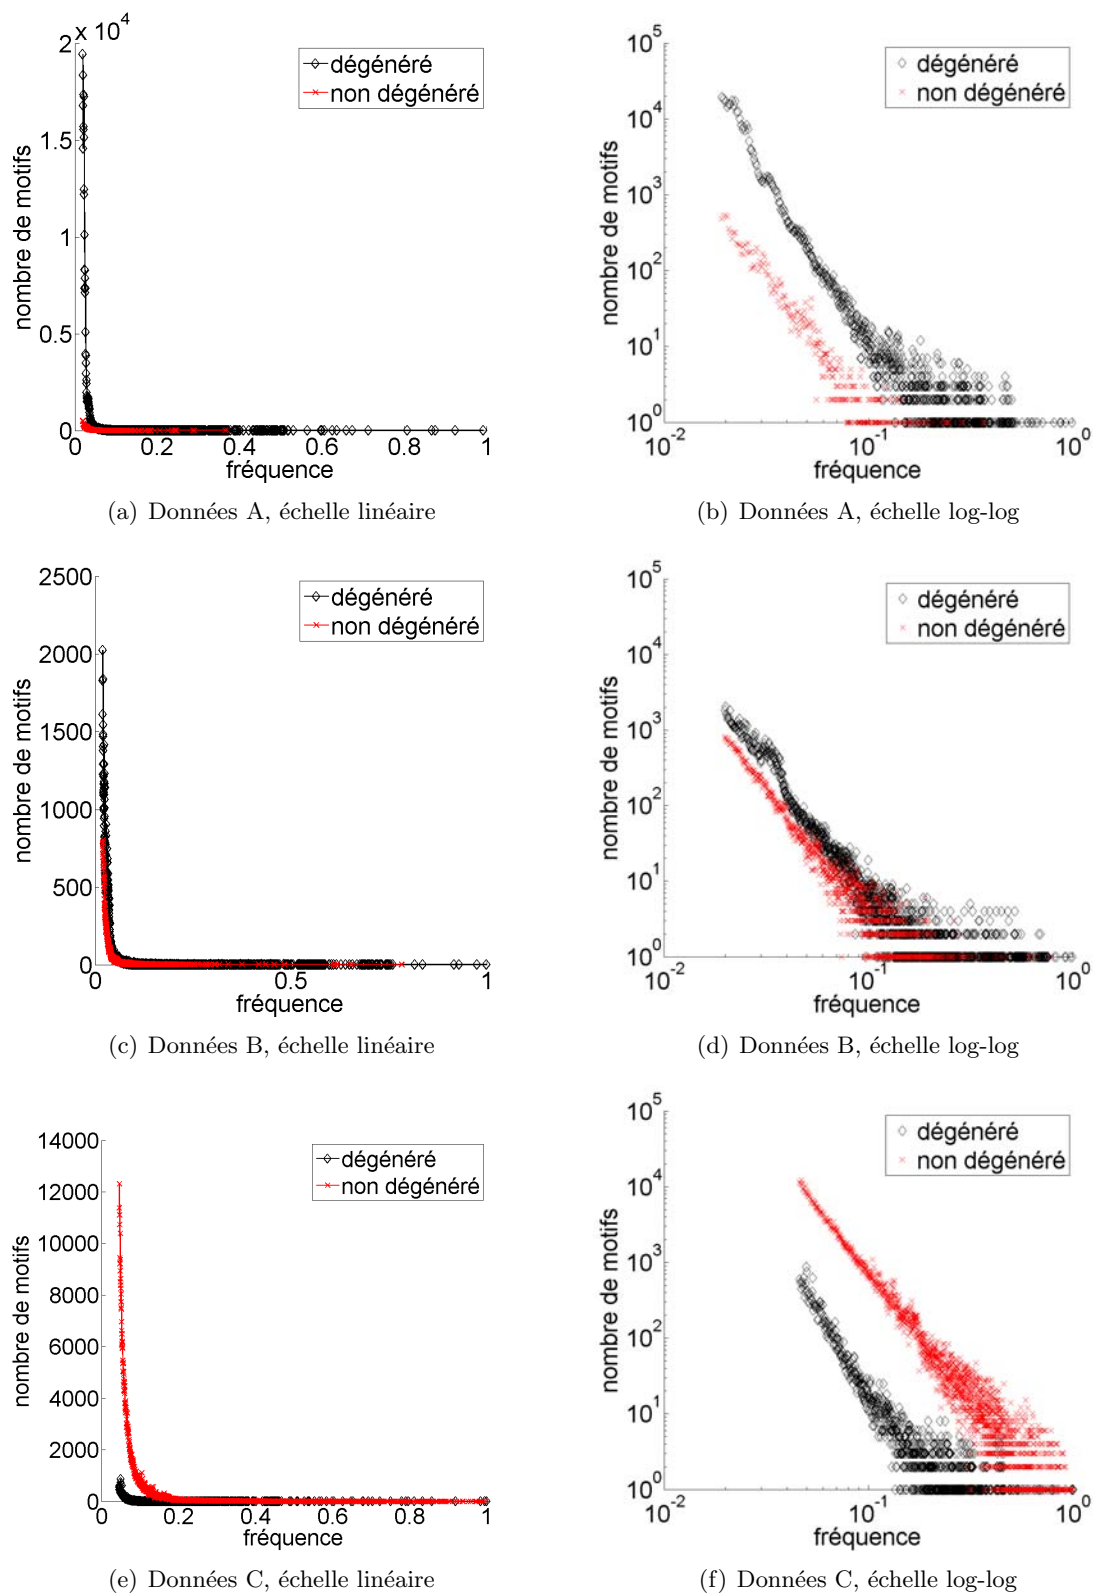 2 x 10^4
1.5
1
0.5
0
0 0.2 0.4 0.6 0.8 1
nombre de motifs
fréquence
dégénéré
non dégénéré
(a) Données A, échelle linéaire
10^5
10^4
10^3
10^2
10^1
10^0
10^-2 10^-1 10^0
nombre de motifs
fréquence
dégénéré
non dégénéré
(b) Données A, échelle log-log
2500
2000
1500
1000
500
0
0 0.5 1
nombre de motifs
fréquence
dégénéré
non dégénéré
(c) Données B, échelle linéaire
10^5
10^4
10^3
10^2
10^1
10^0
10^-2 10^-1 10^0
nombre de motifs
fréquence
dégénéré
non dégénéré
(d) Données B, échelle log-log
14000
12000
10000
8000
6000
4000
2000
0
0 0.2 0.4 0.6 0.8 1
nombre de motifs
fréquence
dégénéré
non dégénéré
(e) Données C, échelle linéaire
10^5
10^4
10^3
10^2
10^1
10^0
10^-2 10^-1 10^0
nombre de motifs
fréquence
dégénéré
non dégénéré
(f) Données C, échelle log-log